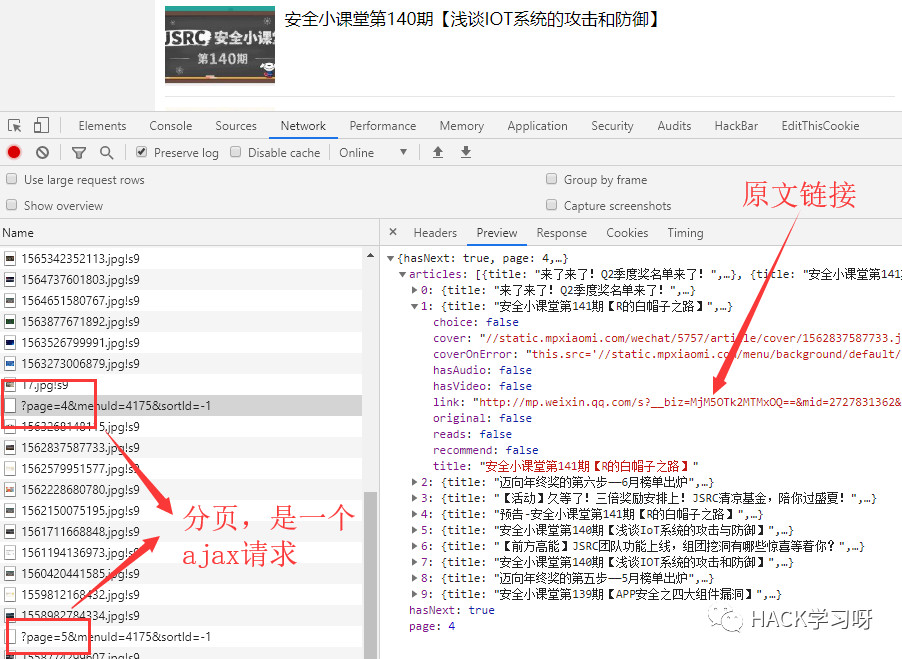 JSRC 安全小课堂
第140期
安全小课堂第140期【浅谈IOT系统的攻击和防御】
Elements Console Sources Network Performance Memory Application Security Audits HackBar EditThisCookie
Preserve log Disable cache Online
Use large request rows Group by frame
Show overview Capture screenshots
原文链接
Name
1565342352113.jpg!s9
1564737601803.jpg!s9
1564651580767.jpg!s9
1563877671892.jpg!s9
1563526799991.jpg!s9
1563273006879.jpg!s9
17.jpg!s9
?page=4&menuId=4175&sortId=-1
1562837587733.jpg!s9
1562579951577.jpg!s9
1562228680780.jpg!s9
1562150075195.jpg!s9
1561711668848.jpg!s9
1561194136973.jpg!s9
1560420441585.jpg!s9
1559812168432.jpg!s9
1558982784334.jpg!s9
?page=5&menuId=4175&sortId=-1
1558774299607.jpg!s9
分页，是一个
ajax请求
× Headers Preview Response Cookies Timing
{hasNext: true, page: 4,…}
articles: [{title: "来了来了！Q2季度奖名单来了！",…}, {title: "安全小课堂第141
0: {title: "来了来了！Q2季度奖名单来了！",…}
1: {title: "安全小课堂第141期【R的白帽子之路】",…}
choice: false
cover: "//static.mpxiaomi.com/wechat/5757/article/cover/1562837587733.j
coverOnError: "this.src='//static.mpxiaomi.com/menu/background/default/
hasAudio: false
hasVideo: false
link: "http://mp.weixin.qq.com/s?__biz=MjM5OTk2MTMxOQ==&mid=2727831362&
original: false
reads: false
recommend: false
title: "安全小课堂第141期【R的白帽子之路】"
2: {title: "迈向年终奖的第六步—6月榜单出炉",…}
3: {title: "【活动】久等了！三倍奖励安排上！JSRC清凉基金，陪你过盛夏！",…}
4: {title: "预告-安全小课堂第141期【R的白帽子之路】",…}
5: {title: "安全小课堂第140期【浅谈IoT系统的攻击与防御】",…}
6: {title: "【前方高能】JSRC团队功能上线，组团挖洞有哪些惊喜等着你？",…}
7: {title: "安全小课堂第140期【浅谈IOT系统的攻击和防御】",…}
8: {title: "迈向年终奖的第五步—5月榜单出炉",…}
9: {title: "安全小课堂第139期【APP安全之四大组件漏洞】",…}
hasNext: true
page: 4
HACK学习呀